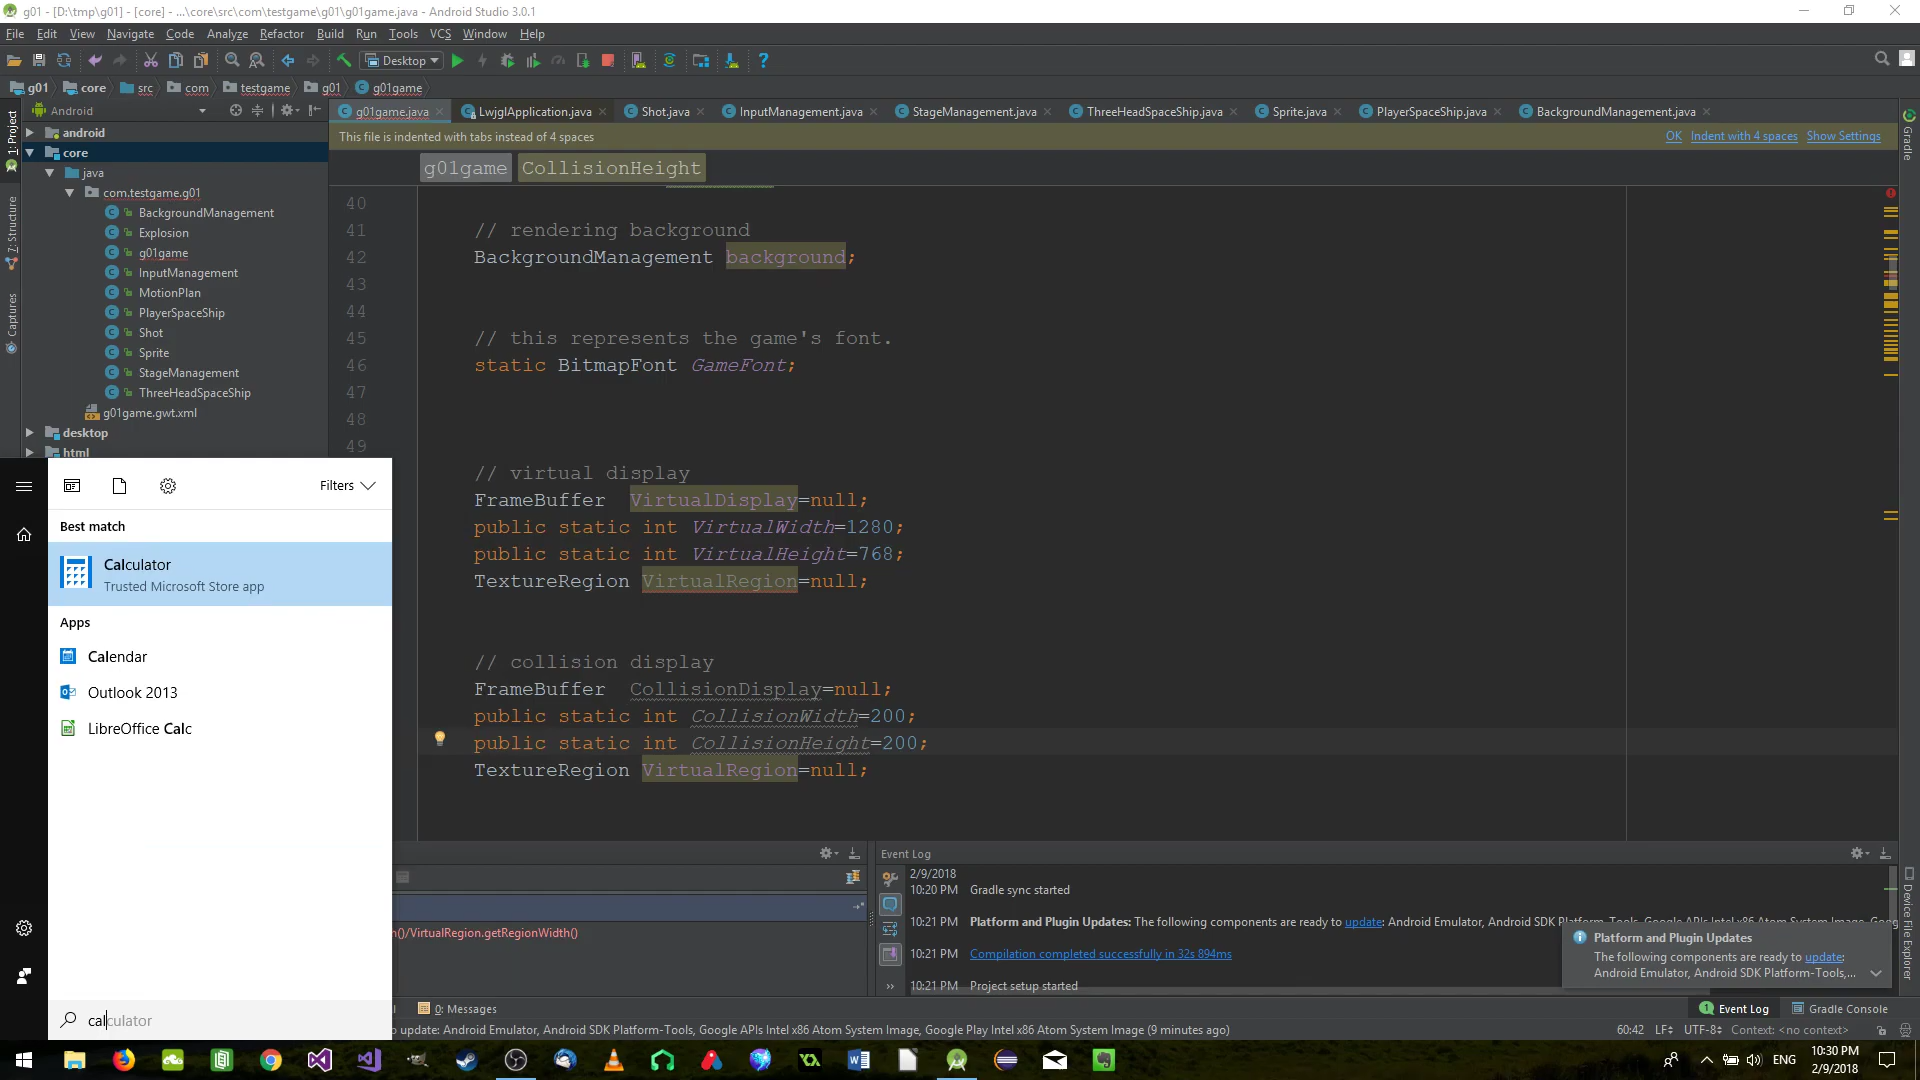 g01 - [D:\tmp\g01] - [core] - ...\core\src\com\testgame\g01\g01game.java - Android Studio 3.0.1
File Edit View Navigate Code Analyze Refactor Build Run Tools VCS Window Help
Desktop
g01 core src com testgame g01 g01game
Android
g01game.java LwjglApplication.java Shot.java InputManagement.java StageManagement.java ThreeHeadSpaceShip.java Sprite.java PlayerSpaceShip.java BackgroundManagement.java
This file is indented with tabs instead of 4 spaces OK Indent with 4 spaces Show Settings
g01game CollisionHeight
1: Project
7: Structure
Captures
android
core
java
com.testgame.g01
BackgroundManagement
Explosion
g01game
InputManagement
MotionPlan
PlayerSpaceShip
Shot
Sprite
StageManagement
ThreeHeadSpaceShip
g01game.gwt.xml
desktop
html
40
41 // rendering background
42 BackgroundManagement background;
43
44
45 // this represents the game's font.
46 static BitmapFont GameFont;
47
48
49
// virtual display
FrameBuffer VirtualDisplay=null;
public static int VirtualWidth=1280;
public static int VirtualHeight=768;
TextureRegion VirtualRegion=null;
// collision display
FrameBuffer CollisionDisplay=null;
public static int CollisionWidth=200;
public static int CollisionHeight=200;
TextureRegion VirtualRegion=null;
Gradle
Device File Explorer
Filters
Best match
Calculator
Trusted Microsoft Store app
Apps
Calendar
Outlook 2013
LibreOffice Calc
calculator
()/VirtualRegion.getRegionWidth()
Event Log
2/9/2018
10:20 PM Gradle sync started
10:21 PM Platform and Plugin Updates: The following components are ready to update: Android Emulator, Android SDK Platform-Tools, Google APIs Intel x86 Atom System Image, Goog
10:21 PM Compilation completed successfully in 32s 894ms
10:21 PM Project setup started
Platform and Plugin Updates
The following components are ready to update:
Android Emulator, Android SDK Platform-Tools,...
0: Messages
1 Event Log Gradle Console
o update: Android Emulator, Android SDK Platform-Tools, Google APIs Intel x86 Atom System Image, Google Play Intel x86 Atom System Image (9 minutes ago)
60:42 LF UTF-8 Context: <no context>
ENG
10:30 PM
2/9/2018